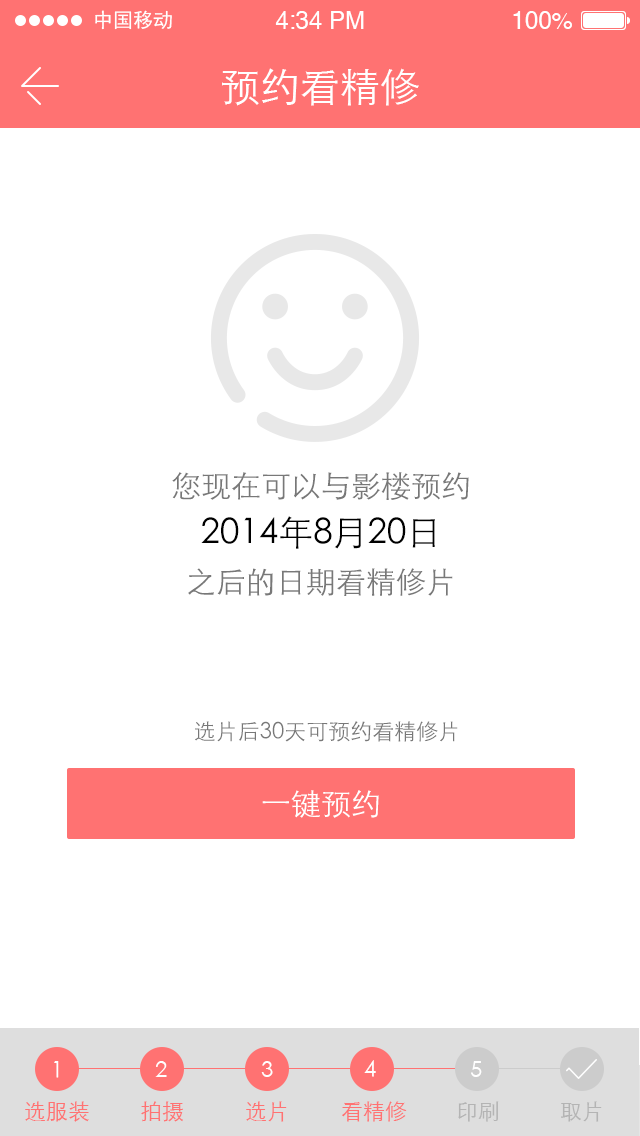 中国移动 4:34 PM 100%
预约看精修
您现在可以与影楼预约
2014年8月20日
之后的日期看精修片
选片后30天可预约看精修片
一键预约
1 2 3 4 5
选服装 拍摄 选片 看精修 印刷 取片